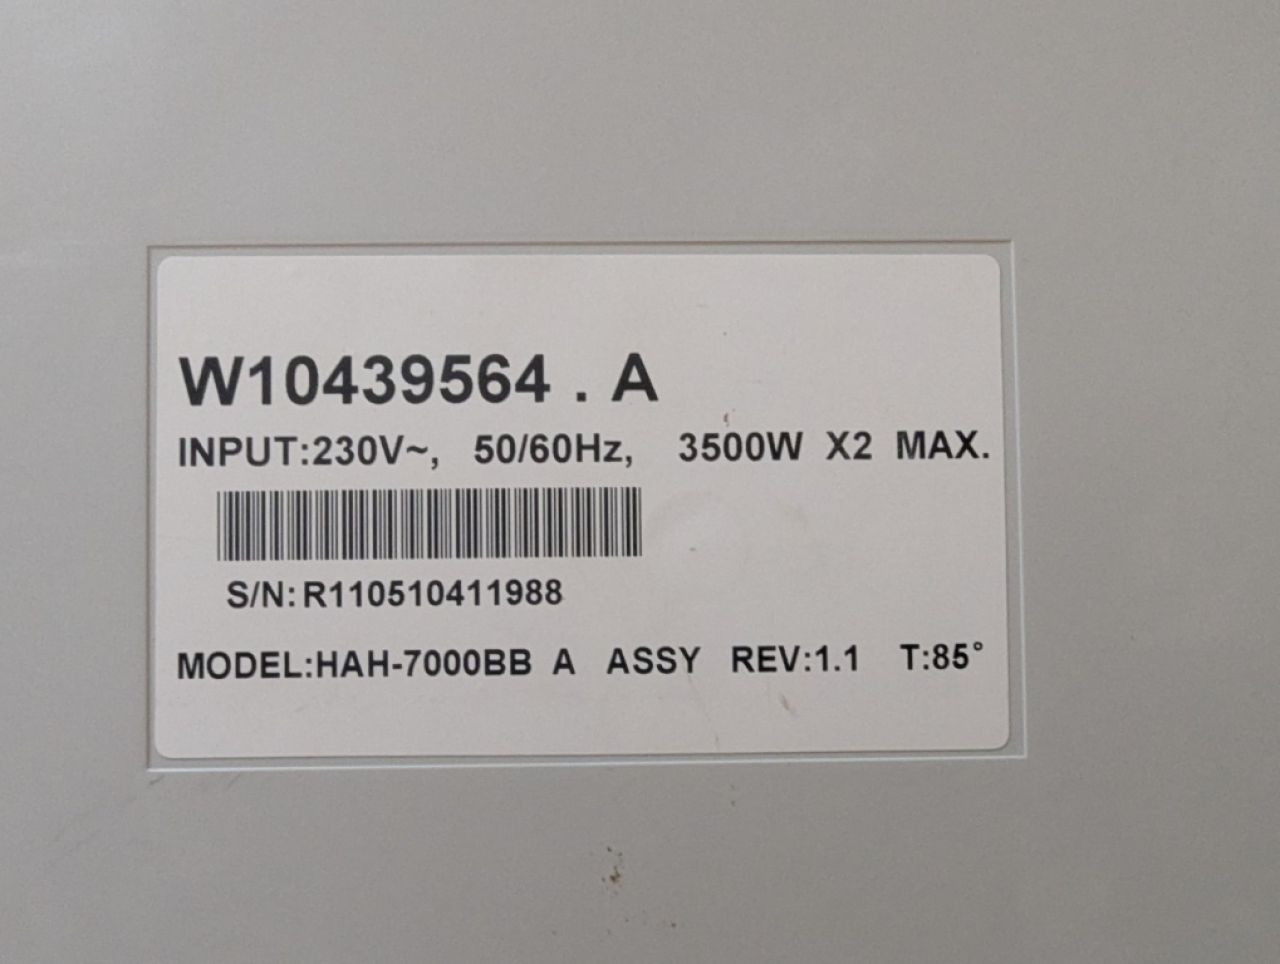 W10439564 . A
INPUT:230V~, 50/60Hz, 3500W X2 MAX.
S/N: R110510411988
MODEL:HAH-7000BB A ASSY REV:1.1 T:85°